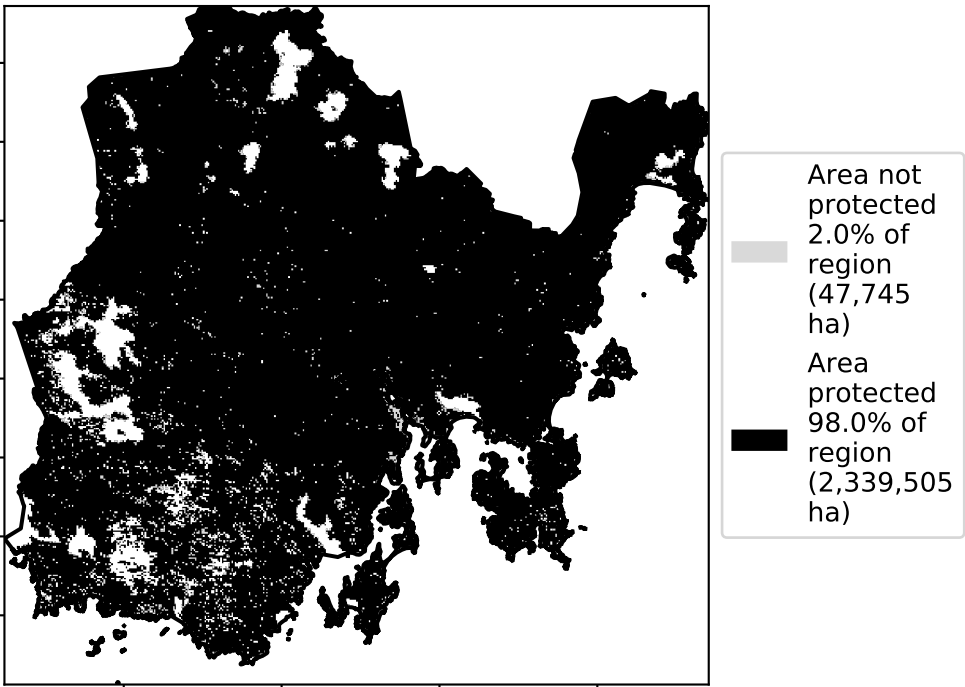 Area not
protected
2.0% of
region
(47,745
ha)
Area
protected
98.0% of
region
(2,339,505
ha)